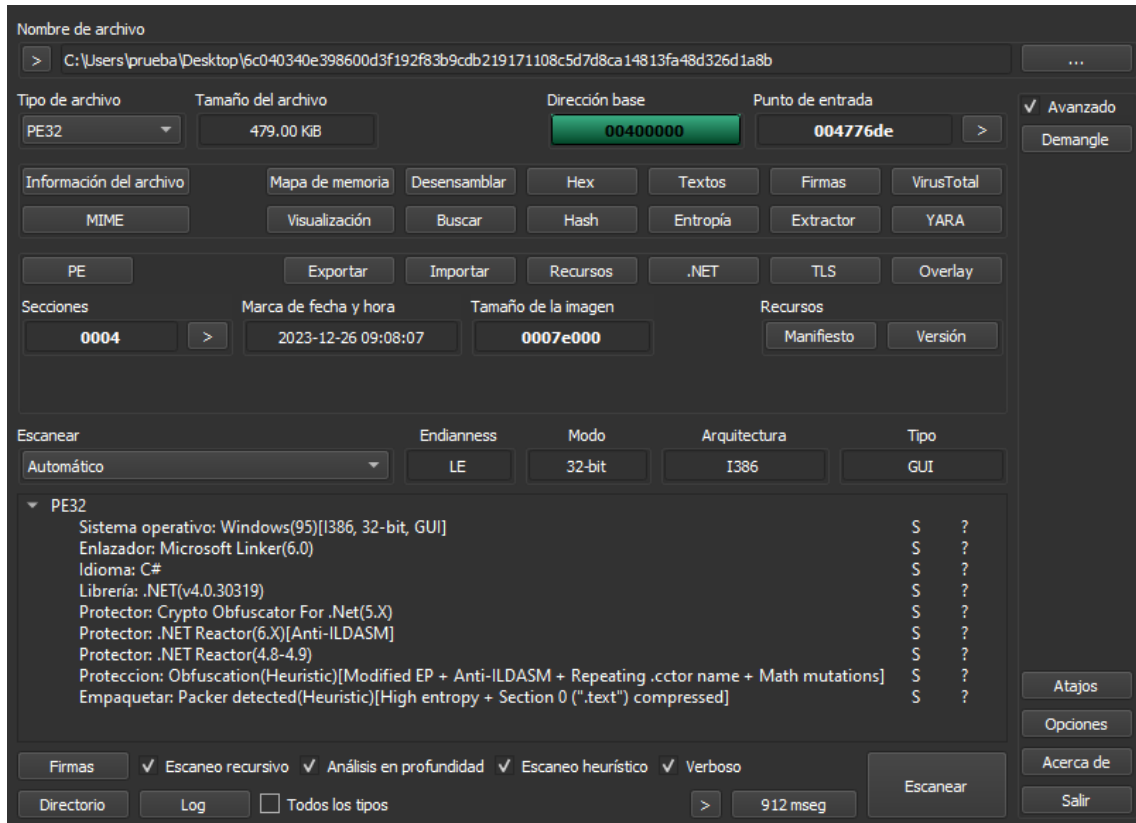 Nombre de archivo
> C:\Users\prueba\Desktop\6c040340e398600d3f192f83b9cdb219171108c5d7d8ca14813fa48d326d1a8b ...
Tipo de archivo Tamaño del archivo Dirección base Punto de entrada
PE32 479.00 KiB 00400000 004776de >
Avanzado
Demangle
Información del archivo Mapa de memoria Desensamblar Hex Textos Firmas VirusTotal
MIME Visualización Buscar Hash Entropía Extractor YARA
PE Exportar Importar Recursos .NET TLS Overlay
Secciones Marca de fecha y hora Tamaño de la imagen Recursos
0004 > 2023-12-26 09:08:07 0007e000 Manifiesto Versión
Escanear Endianness Modo Arquitectura Tipo
Automático LE 32-bit I386 GUI
PE32
Sistema operativo: Windows(95)[I386, 32-bit, GUI] S ?
Enlazador: Microsoft Linker(6.0) S ?
Idioma: C# S ?
Librería: .NET(v4.0.30319) S ?
Protector: Crypto Obfuscator For .Net(5.X) S ?
Protector: .NET Reactor(6.X)[Anti-ILDASM] S ?
Protector: .NET Reactor(4.8-4.9) S ?
Proteccion: Obfuscation(Heuristic)[Modified EP + Anti-ILDASM + Repeating .cctor name + Math mutations] S ?
Empaquetar: Packer detected(Heuristic)[High entropy + Section 0 (".text") compressed] S ?
Atajos
Opciones
Firmas Escaneo recursivo Análisis en profundidad Escaneo heurístico Verboso Escanear Acerca de
Directorio Log Todos los tipos > 912 mseg Salir